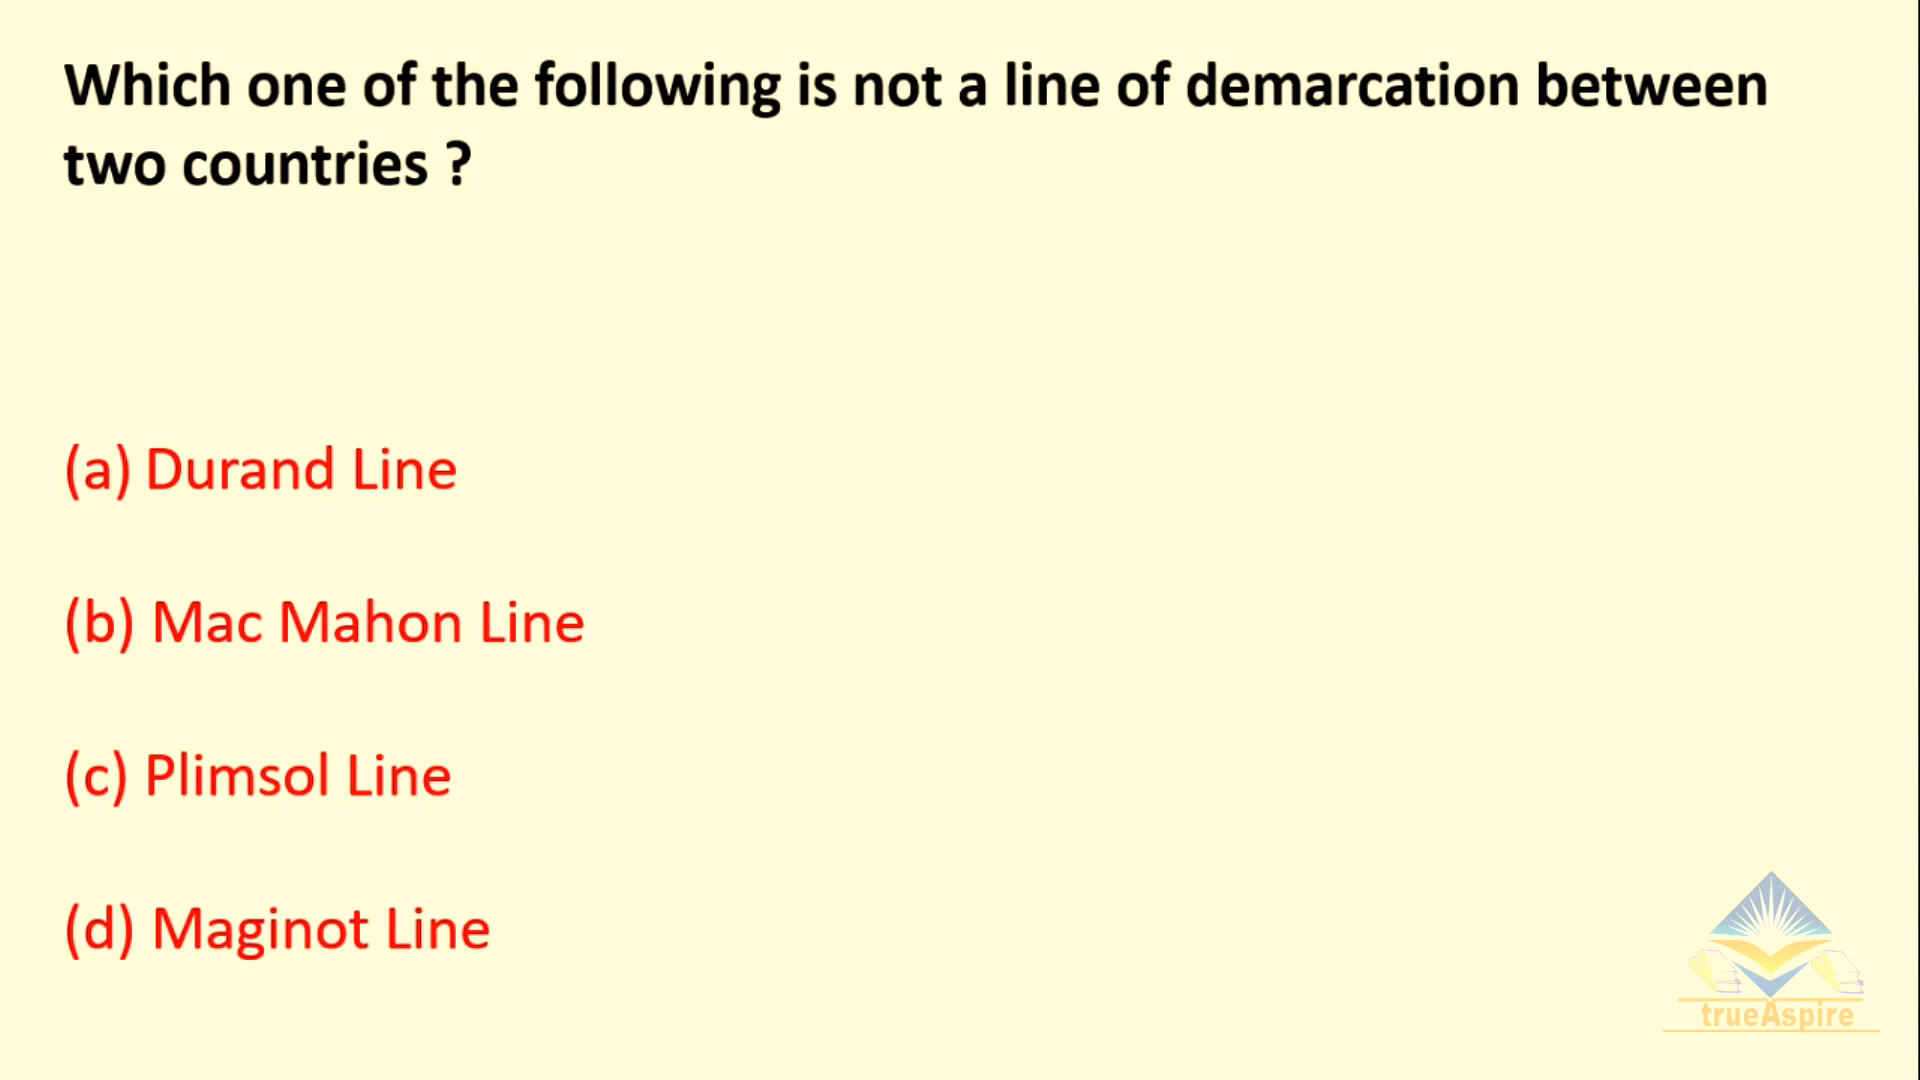 Which one of the following is not a line of demarcation between
two countries ?
(a) Durand Line
(b) Mac Mahon Line
(c) Plimsol Line
(d) Maginot Line
trueAspire